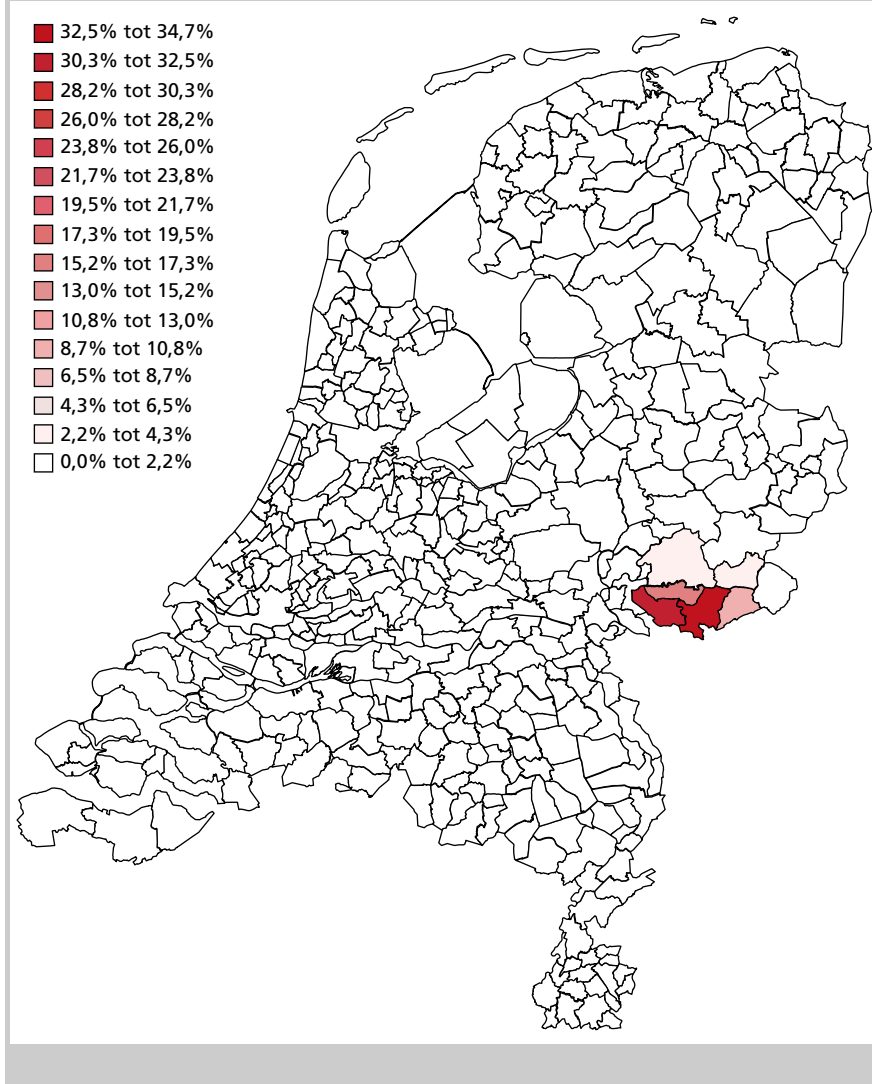 32,5% tot 34,7%
30,3% tot 32,5%
28,2% tot 30,3%
26,0% tot 28,2%
23,8% tot 26,0%
21,7% tot 23,8%
19,5% tot 21,7%
17,3% tot 19,5%
15,2% tot 17,3%
13,0% tot 15,2%
10,8% tot 13,0%
8,7% tot 10,8%
6,5% tot 8,7%
4,3% tot 6,5%
2,2% tot 4,3%
0,0% tot 2,2%